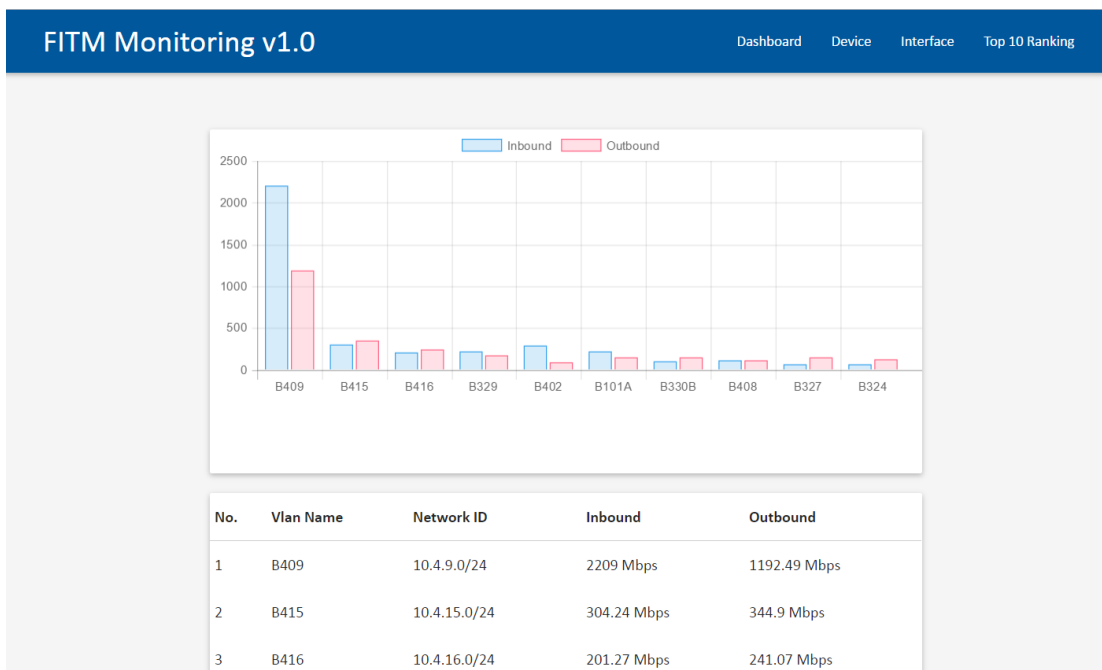 FITM Monitoring v1.0
Dashboard Device Interface Top 10 Ranking
Inbound Outbound
2500
2000
1500
1000
500
0
B409 B415 B416 B329 B402 B101A B330B B408 B327 B324
No. Vlan Name Network ID Inbound Outbound
1 B409 10.4.9.0/24 2209 Mbps 1192.49 Mbps
2 B415 10.4.15.0/24 304.24 Mbps 344.9 Mbps
3 B416 10.4.16.0/24 201.27 Mbps 241.07 Mbps